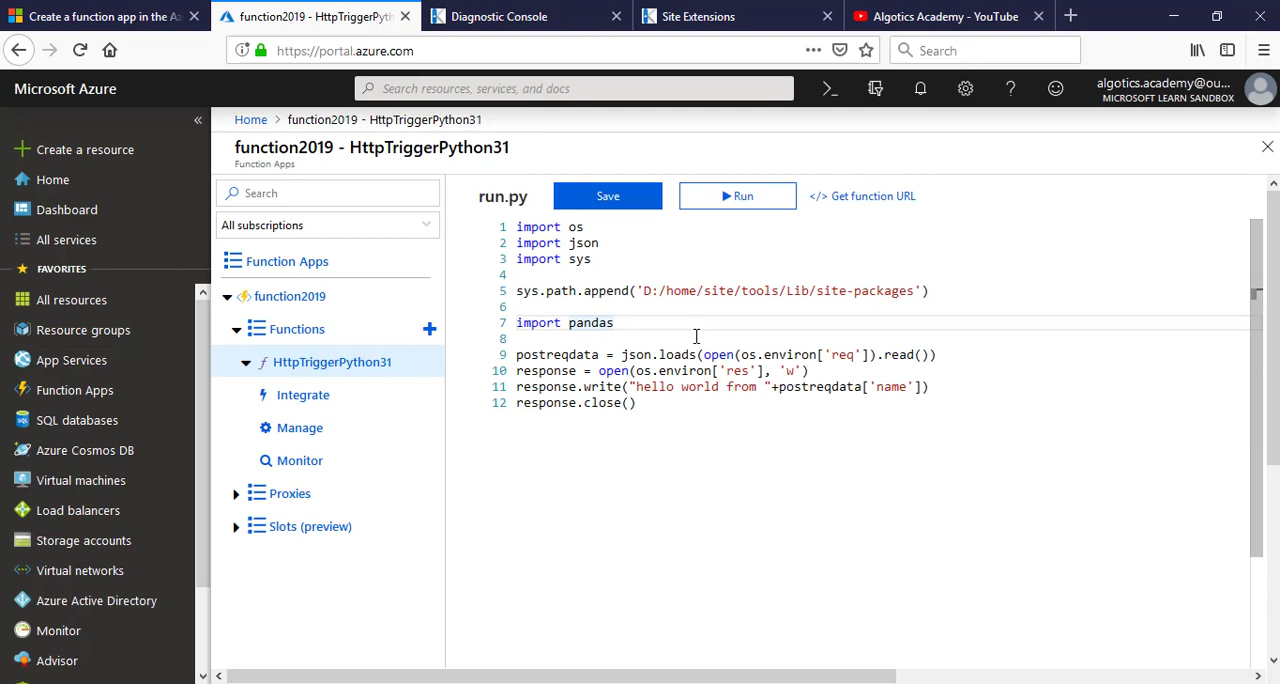 Create a function app in the Az
function2019 - HttpTriggerPyth
Diagnostic Console
Site Extensions
Algotics Academy - YouTube
https://portal.azure.com
Search
Microsoft Azure
Search resources, services, and docs
algotics.academy@ou...
MICROSOFT LEARN SANDBOX
Create a resource
Home
Dashboard
All services
FAVORITES
All resources
Resource groups
App Services
Function Apps
SQL databases
Azure Cosmos DB
Virtual machines
Load balancers
Storage accounts
Virtual networks
Azure Active Directory
Monitor
Advisor
Home > function2019 - HttpTriggerPython31
function2019 - HttpTriggerPython31
Function Apps
Search
All subscriptions
Function Apps
function2019
Functions
HttpTriggerPython31
Integrate
Manage
Monitor
Proxies
Slots (preview)
run.py
Save
Run
</> Get function URL
1 import os
2 import json
3 import sys
4
5 sys.path.append('D:/home/site/tools/Lib/site-packages')
6
7 import pandas
8
9 postreqdata = json.loads(open(os.environ['req']).read())
10 response = open(os.environ['res'], 'w')
11 response.write("hello world from "+postreqdata['name'])
12 response.close()